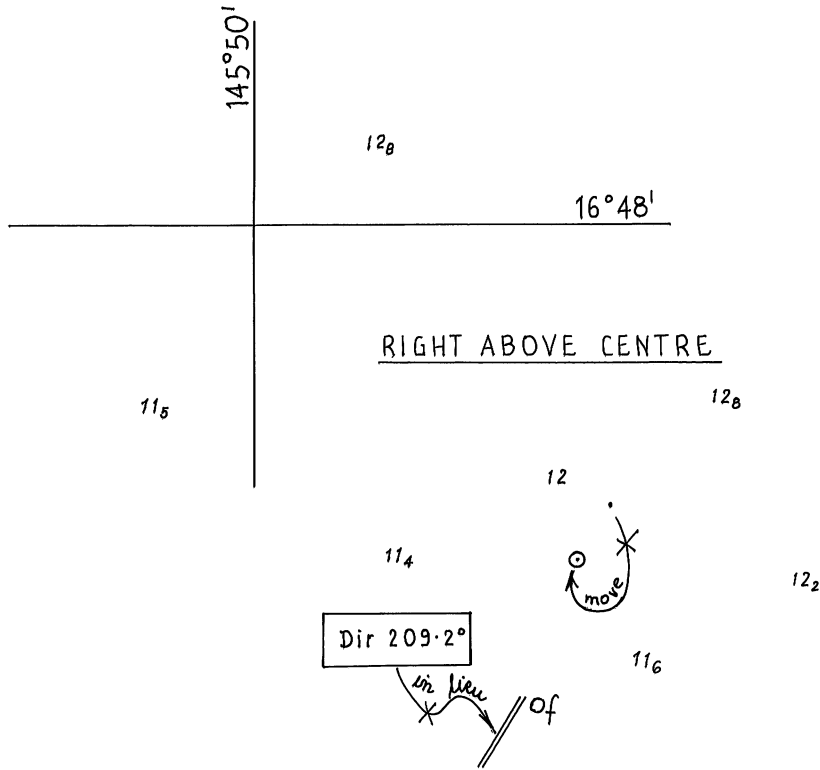 145°50'
12₈
16°48'
RIGHT ABOVE CENTRE
12₈
11₅
12
11₄
12₂
move
Dir 209·2°
11₆
in lieu
Of